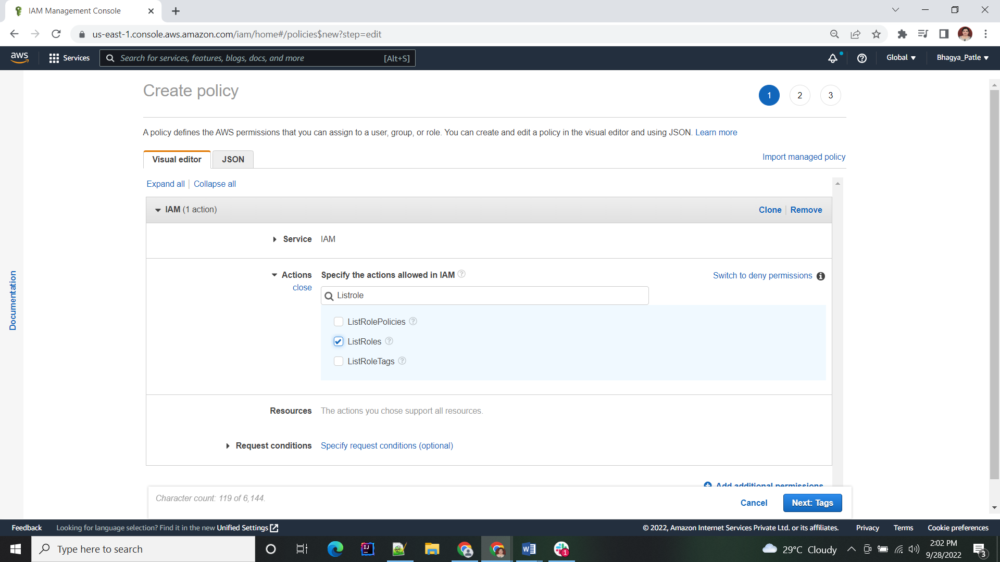 IAM Management Console
us-east-1.console.aws.amazon.com/iam/home#/policies$new?step=edit
aws
Services
Search for services, features, blogs, docs, and more
[Alt+S]
Global
Bhagya_Patle
Create policy
1
2
3
A policy defines the AWS permissions that you can assign to a user, group, or role. You can create and edit a policy in the visual editor and using JSON. Learn more
Visual editor
JSON
Import managed policy
Expand all
Collapse all
IAM (1 action)
Clone
Remove
Service
IAM
Actions
Specify the actions allowed in IAM
Switch to deny permissions
close
Listrole
ListRolePolicies
ListRoles
ListRoleTags
Documentation
Resources
The actions you chose support all resources.
Request conditions
Specify request conditions (optional)
Add additional permissions
Character count: 119 of 6,144.
Cancel
Next: Tags
Feedback
Looking for language selection? Find it in the new Unified Settings
© 2022, Amazon Internet Services Private Ltd. or its affiliates.
Privacy
Terms
Cookie preferences
Type here to search
IJ
1
29°C Cloudy
2:02 PM
9/28/2022
3